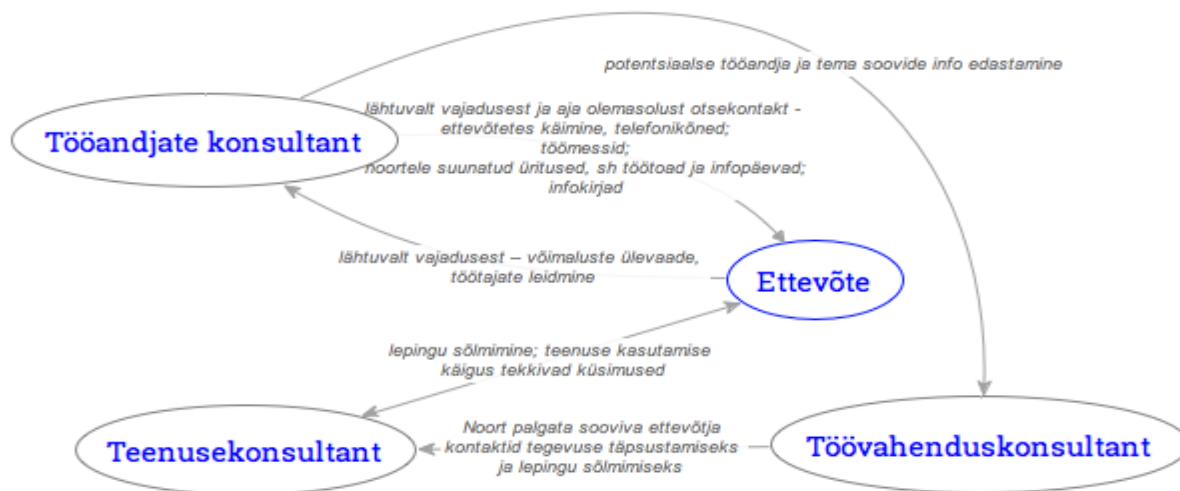 potentsiaalse tööandja ja tema soovide info edastamine
Tööandjate konsultant
lähtuvalt vajadusest ja aja olemasolust otsekontakt -
ettevõtetes käimine, telefonikõned;
töömessid;
noortele suunatud üritused, sh töötoad ja infopäevad;
infokirjad
lähtuvalt vajadusest – võimaluste ülevaade,
töötajate leidmine
Ettevõte
lepingu sõlmimine; teenuse kasutamise
käigus tekkivad küsimused
Teenusekonsultant
Noort palgata sooviva ettevõtja
kontaktid tegevuse täpsustamiseks
ja lepingu sõlmimiseks
Töövahenduskonsultant